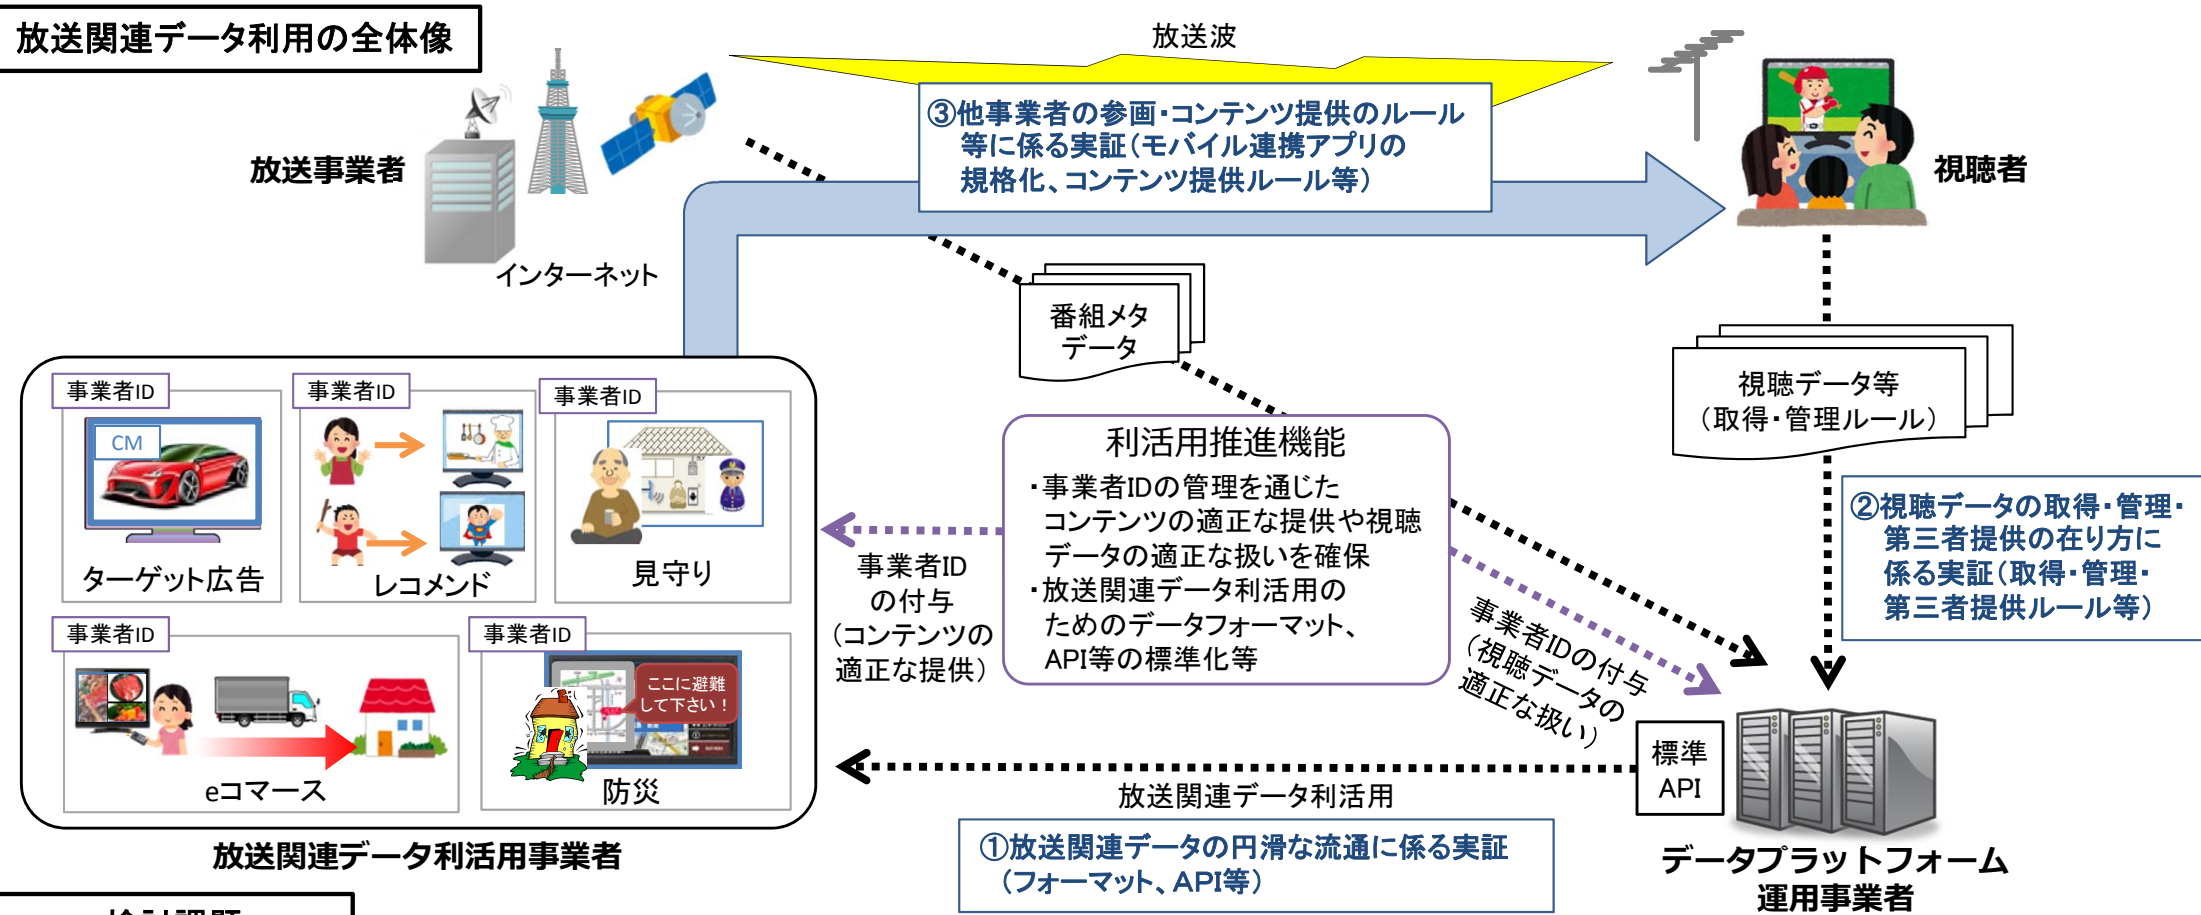 放送関連データ利用の全体像
放送波
放送事業者
インターネット
③他事業者の参画・コンテンツ提供のルール
等に係る実証（モバイル連携アプリの
規格化、コンテンツ提供ルール等）
視聴者
番組メタ
データ
視聴データ等
（取得・管理ルール）
事業者ID
CM
ターゲット広告
事業者ID
レコメンド
事業者ID
見守り
事業者ID
eコマース
事業者ID
ここに避難
して下さい！
防災
放送関連データ利活用事業者
利活用推進機能
・事業者IDの管理を通じた
コンテンツの適正な提供や視聴
データの適正な扱いを確保
・放送関連データ利活用の
ためのデータフォーマット、
API等の標準化等
事業者ID
の付与
（コンテンツの
適正な提供）
事業者IDの付与
（視聴データの
適正な扱い）
②視聴データの取得・管理・
第三者提供の在り方に
係る実証（取得・管理・
第三者提供ルール等）
標準
API
放送関連データ利活用
①放送関連データの円滑な流通に係る実証
（フォーマット、API等）
データプラットフォーム
運用事業者